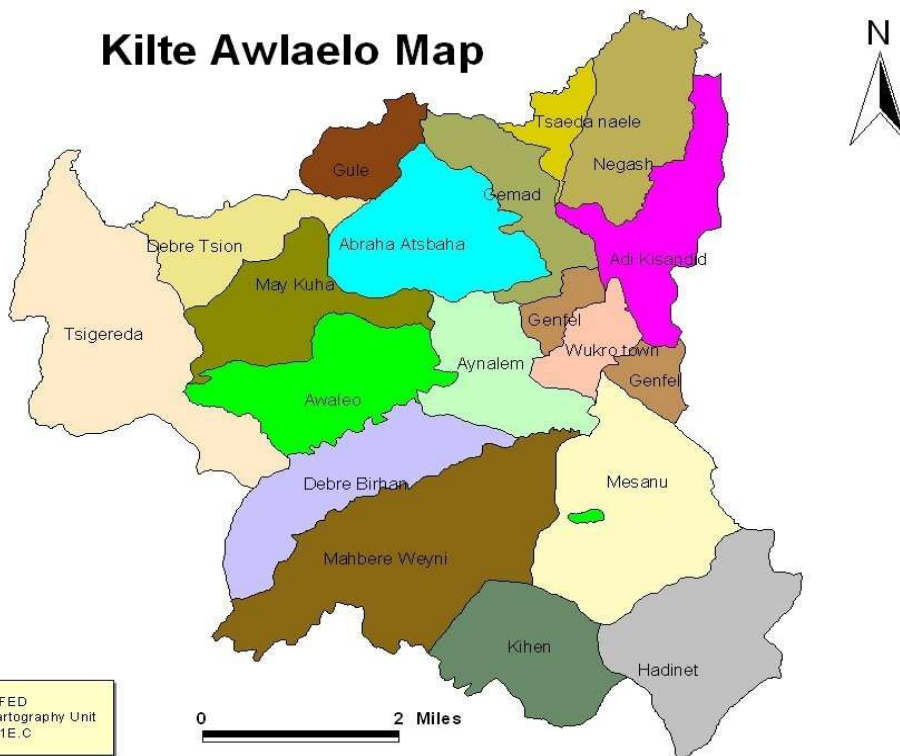 Kilte Awlaelo Map
N
Tsaeda naele
Negash
Gule
Gemad
Debre Tsion
Abraha Atsbaha
Adi Kisandid
May Kuha
Tsigereda
Genfel
Wukro town
Aynalem
Genfel
Awaleo
Debre Birhan
Mesanu
Mahbere Weyni
Kihen
Hadinet
FED
artography Unit
1E.C
0 2 Miles